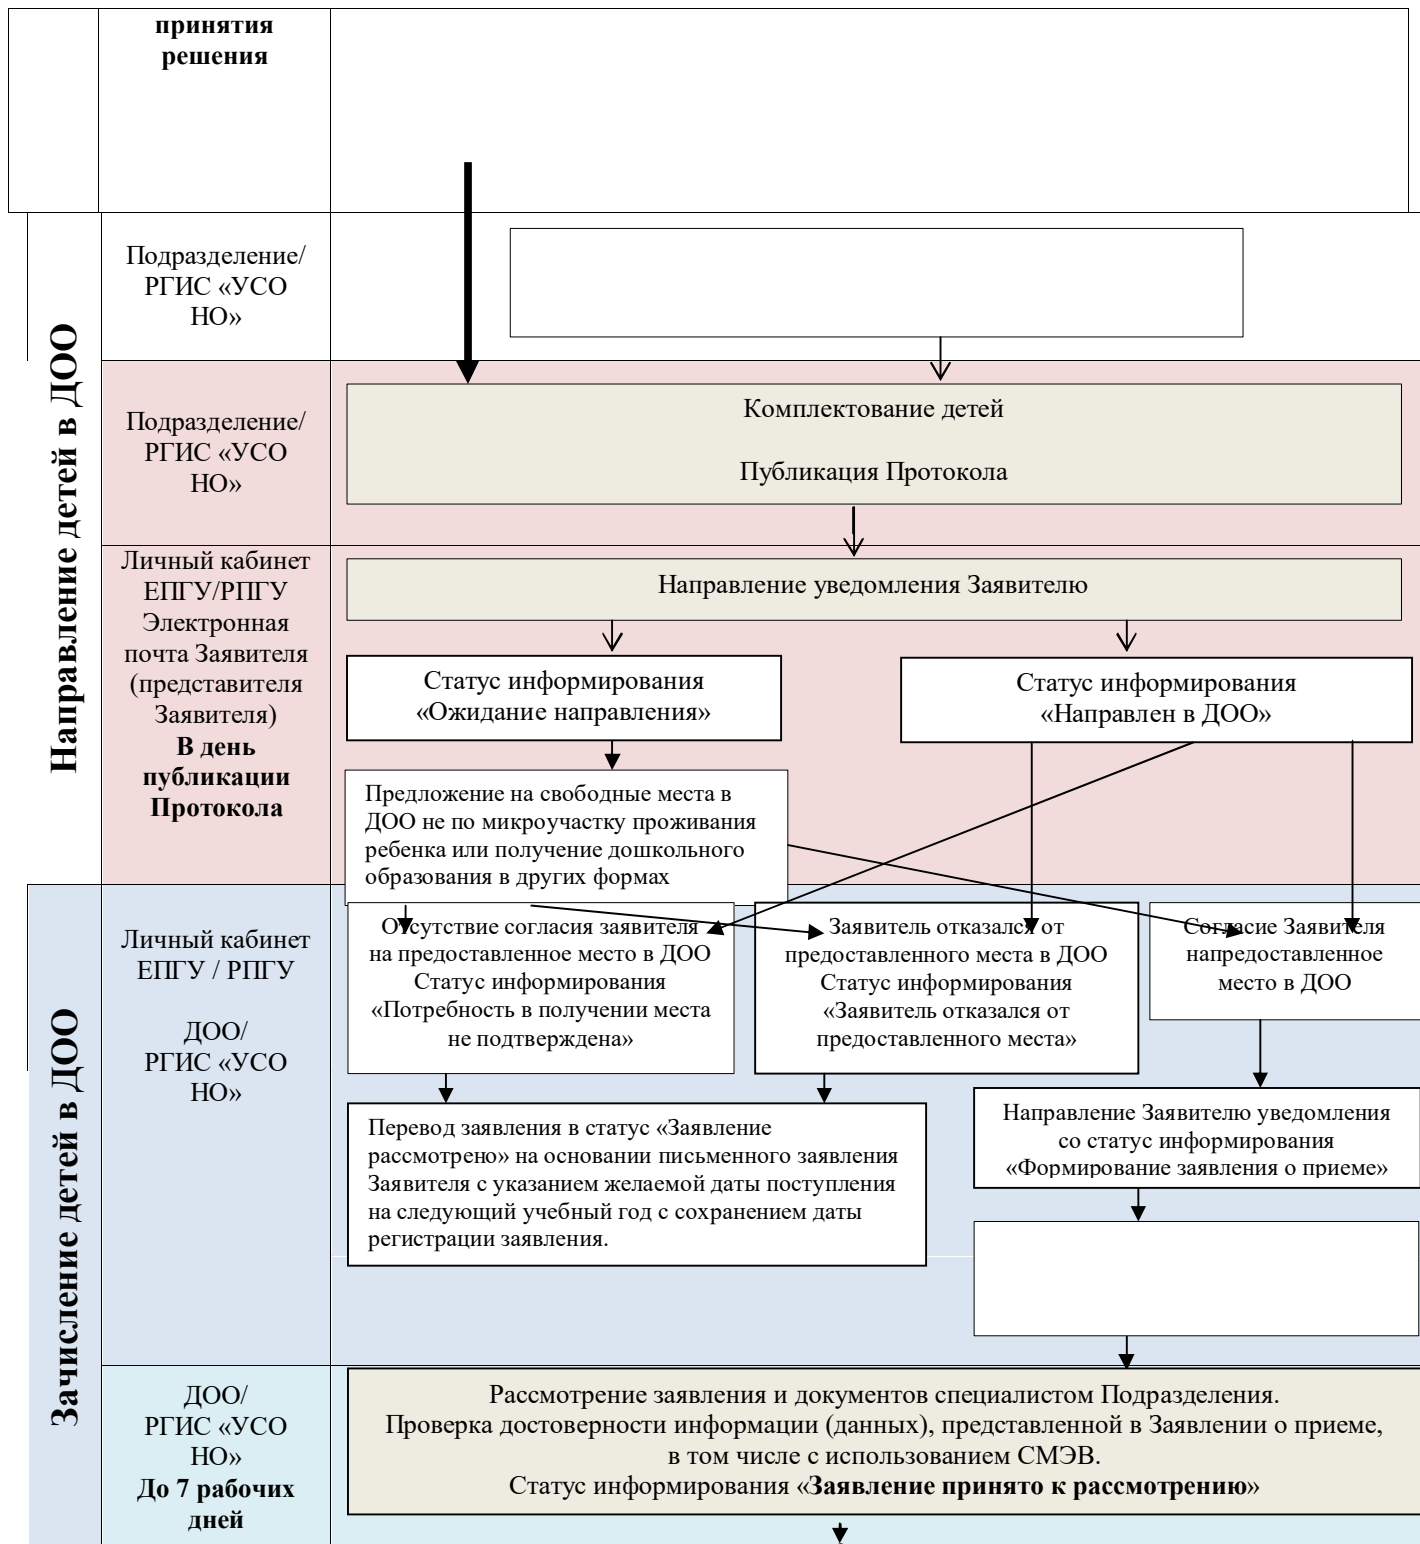 принятия
решения
Направление детей в ДОО
Подразделение/
РГИС «УСО
НО»
Подразделение/
РГИС «УСО
НО»
Комплектование детей
Публикация Протокола
Личный кабинет
ЕПГУ/РПГУ
Электронная
почта Заявителя
(представителя
Заявителя)
В день
публикации
Протокола
Направление уведомления Заявителю
Статус информирования
«Ожидание направления»
Статус информирования
«Направлен в ДОО»
Предложение на свободные места в
ДОО не по микроучастку проживания
ребенка или получение дошкольного
образования в других формах
Зачисление детей в ДОО
Личный кабинет
ЕПГУ / РПГУ
ДОО/
РГИС «УСО
НО»
Отсутствие согласия заявителя
на предоставленное место в ДОО
Статус информирования
«Потребность в получении места
не подтверждена»
Заявитель отказался от
предоставленного места в ДОО
Статус информирования
«Заявитель отказался от
предоставленного места»
Согласие Заявителя
напредоставленное
место в ДОО
Перевод заявления в статус «Заявление
рассмотрено» на основании письменного заявления
Заявителя с указанием желаемой даты поступления
на следующий учебный год с сохранением даты
регистрации заявления.
Направление Заявителю уведомления
со статус информирования
«Формирование заявления о приеме»
ДОО/
РГИС «УСО
НО»
До 7 рабочих
дней
Рассмотрение заявления и документов специалистом Подразделения.
Проверка достоверности информации (данных), представленной в Заявлении о приеме,
в том числе с использованием СМЭВ.
Статус информирования «Заявление принято к рассмотрению»